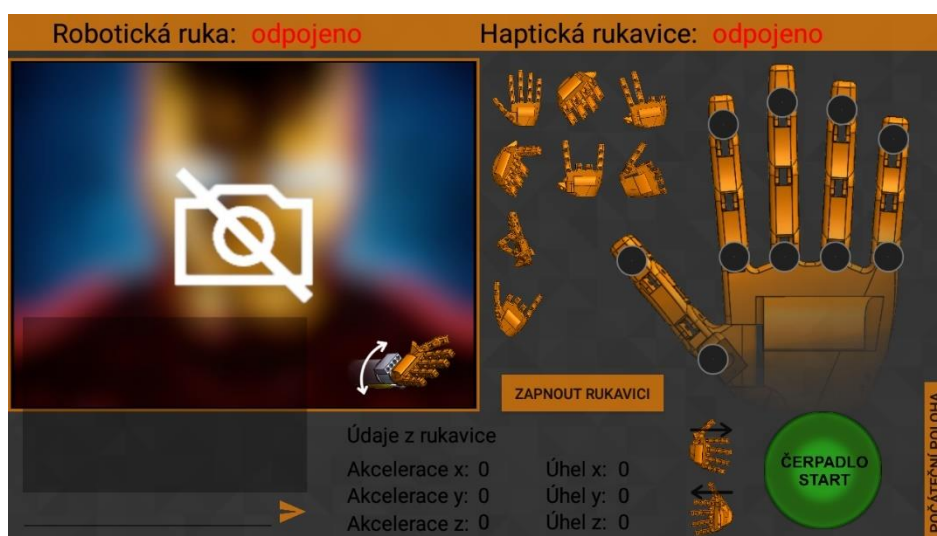 Robotická ruka: odpojeno
Haptická rukavice: odpojeno
ZAPNOUT RUKAVICI
Údaje z rukavice
Akcelerace x: 0 Úhel x: 0
Akcelerace y: 0 Úhel y: 0
Akcelerace z: 0 Úhel z: 0
ČERPADLO
START
POČÁTEČNÍ POLOHA